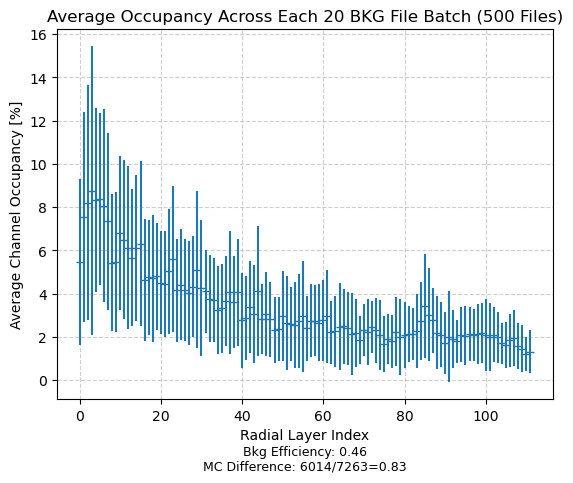 Average Occupancy Across Each 20 BKG File Batch (500 Files)
16
14
12
10
8
6
4
2
0
Average Channel Occupancy [%]
0 20 40 60 80 100
Radial Layer Index
Bkg Efficiency: 0.46
MC Difference: 6014/7263=0.83